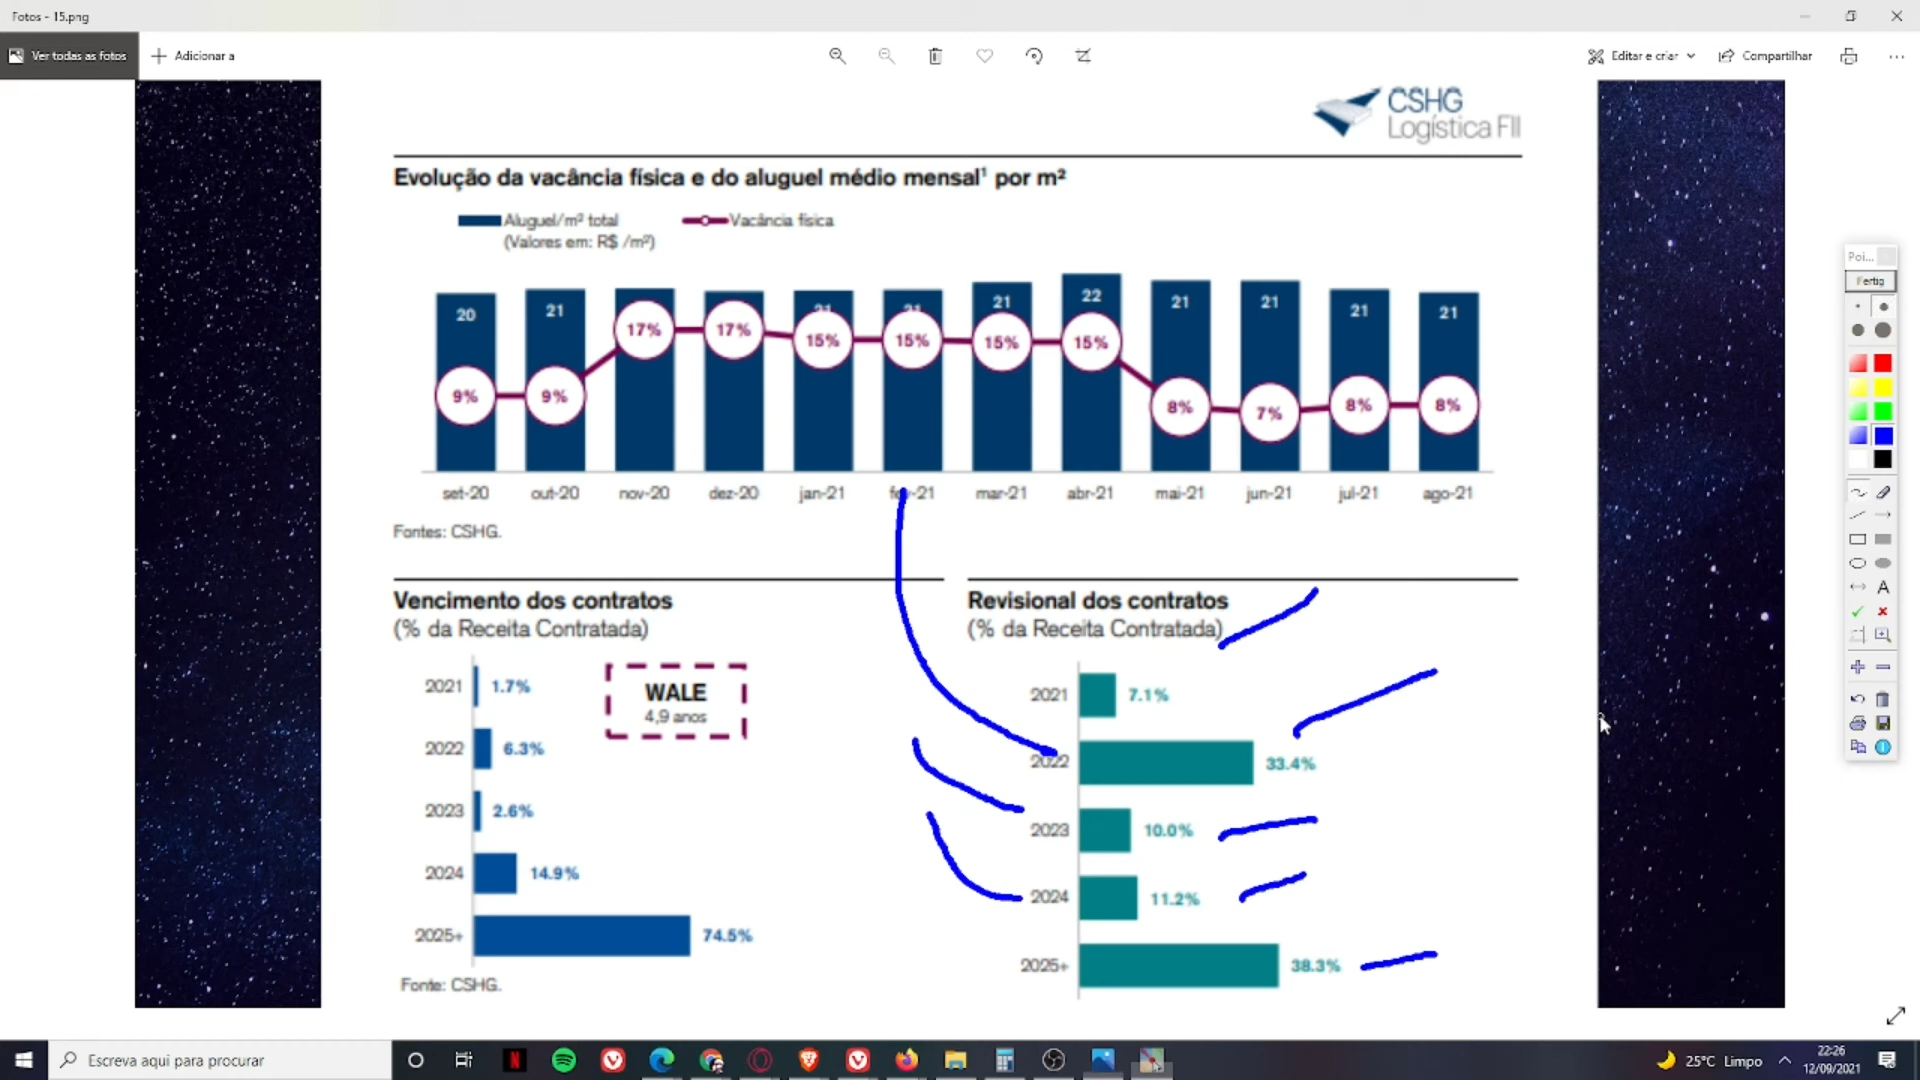 Fotos - 15.png
Ver todas as fotos
Adicionar a
Editar e criar
Compartilhar
CSHG
Logística FII
Evolução da vacância física e do aluguel médio mensal¹ por m²
Aluguel/m² total
(Valores em: R$ /m²)
Vacância física
20 21 21 21 21 22 21 21 21 21
9% 9% 17% 17% 15% 15% 15% 15% 8% 7% 8% 8%
set-20 out-20 nov-20 dez-20 jan-21 fev-21 mar-21 abr-21 mai-21 jun-21 jul-21 ago-21
Fontes: CSHG.
Vencimento dos contratos
(% da Receita Contratada)
WALE
4,9 anos
2021 1.7%
2022 6.3%
2023 2.6%
2024 14.9%
2025+ 74.5%
Fonte: CSHG.
Revisional dos contratos
(% da Receita Contratada)
2021 7.1%
2022 33.4%
2023 10.0%
2024 11.2%
2025+ 38.3%
Poi...
Fertig
A
Escreva aqui para procurar
25°C Limpo
22:26
12/09/2021